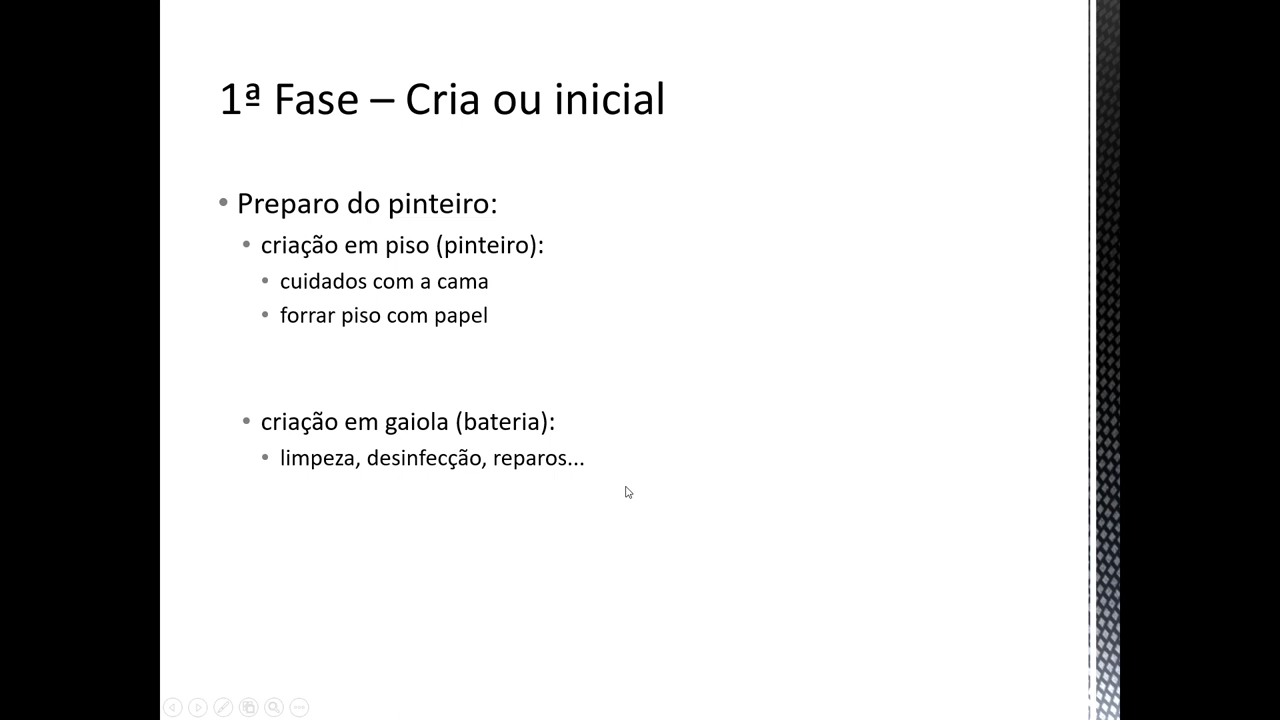 1ª Fase – Cria ou inicial
• Preparo do pinteiro:
• criação em piso (pinteiro):
• cuidados com a cama
• forrar piso com papel
• criação em gaiola (bateria):
• limpeza, desinfecção, reparos...